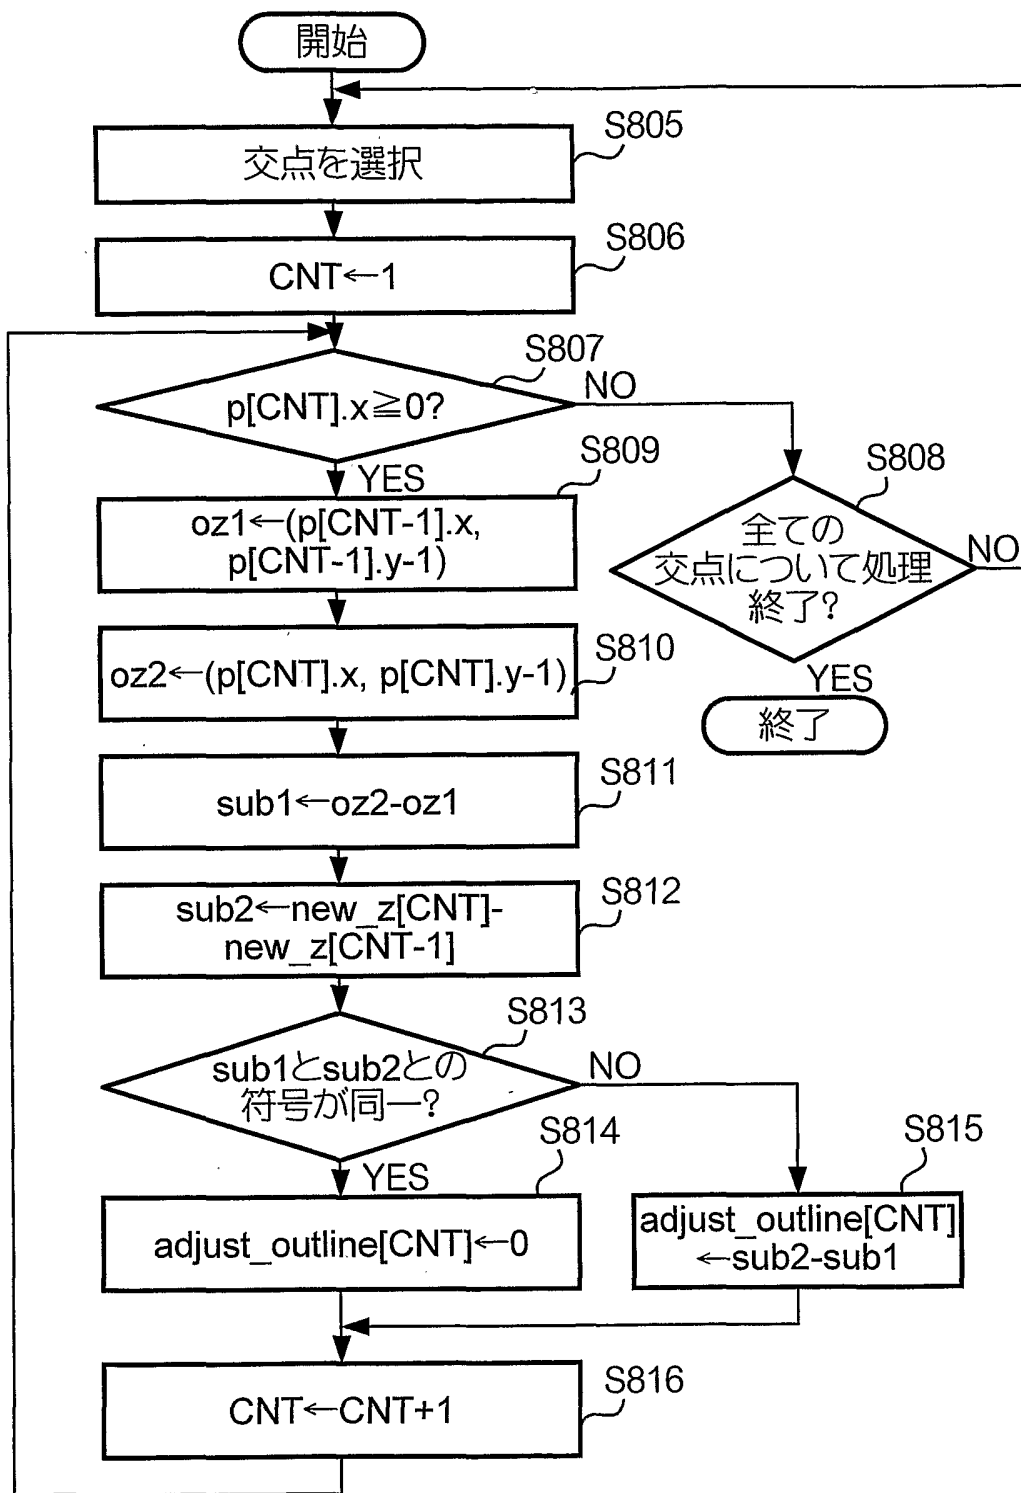 開始
S805
交点を選択
S806
CNT←1
S807
p[CNT].x≧0?
NO
YES
S809
oz1←(p[CNT-1].x,
p[CNT-1].y-1)
S808
全ての
交点について処理
終了?
NO
YES
終了
S810
oz2←(p[CNT].x, p[CNT].y-1)
S811
sub1←oz2-oz1
S812
sub2←new_z[CNT]-
new_z[CNT-1]
S813
sub1とsub2との
符号が同一?
NO
YES
S814
adjust_outline[CNT]←0
S815
adjust_outline[CNT]
←sub2-sub1
S816
CNT←CNT+1